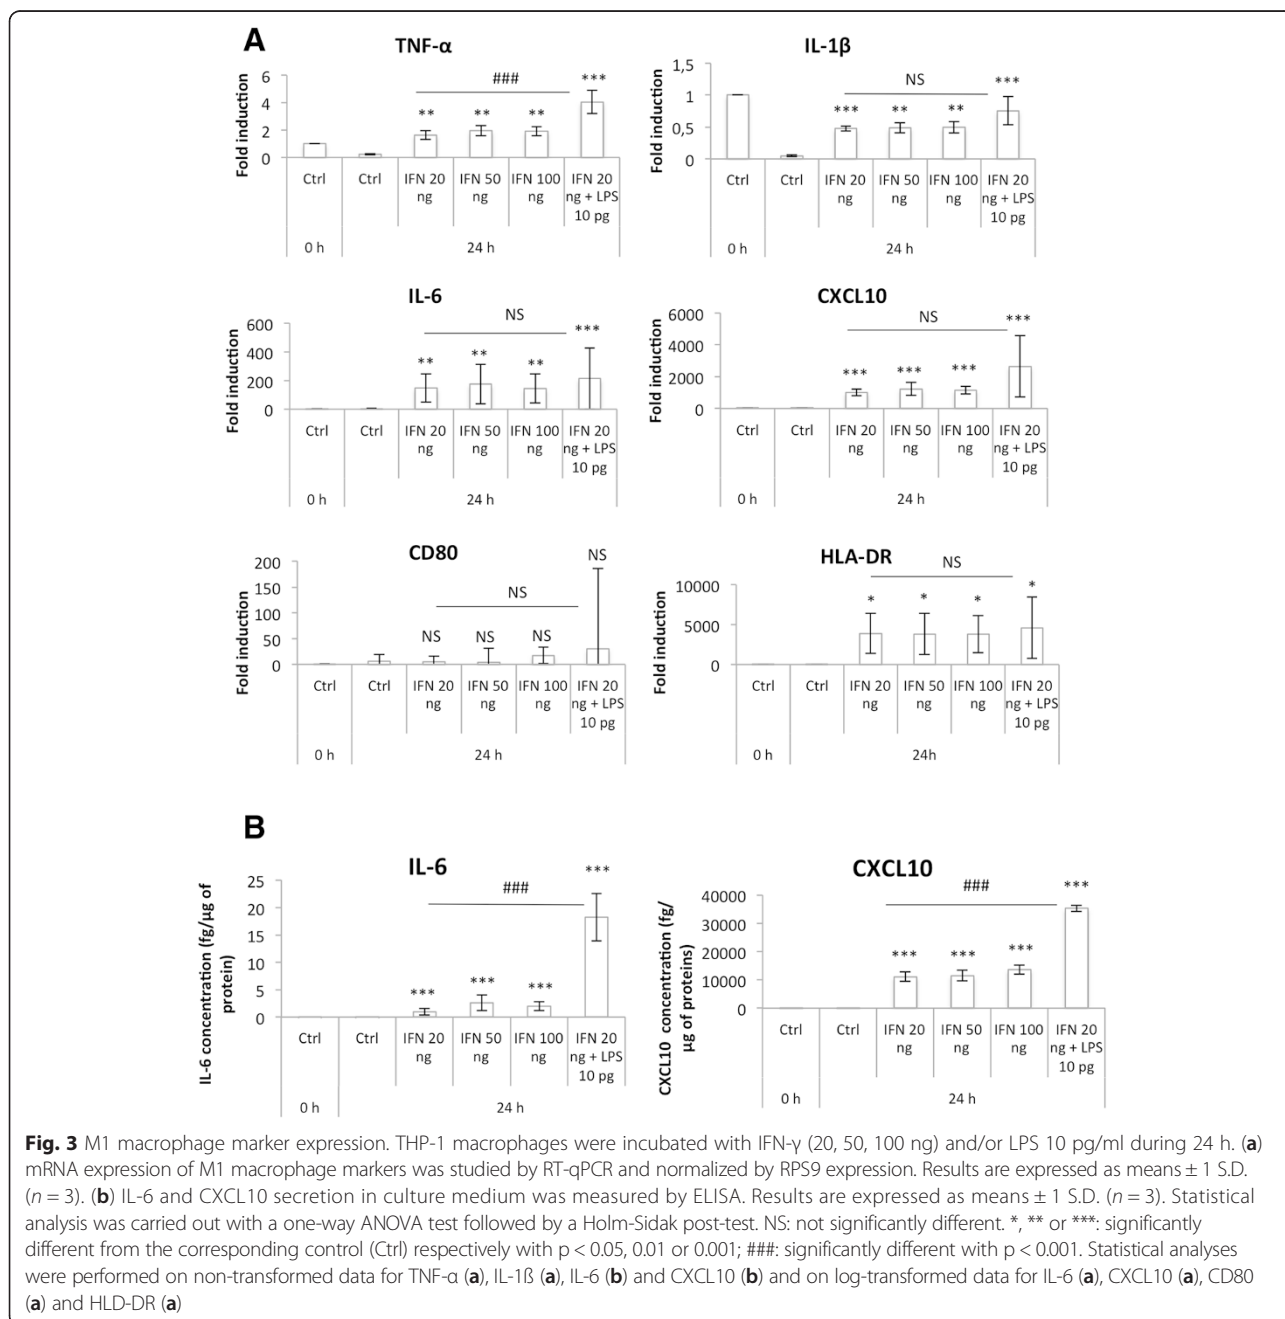 A
TNF-α
Fold induction
6
4
2
0
###
** ** ** ***
Ctrl Ctrl IFN 20 ng IFN 50 ng IFN 100 ng IFN 20 ng + LPS 10 pg
0 h 24 h
IL-1β
Fold induction
1,5
1
0,5
0
NS
*** ** ** ***
Ctrl Ctrl IFN 20 ng IFN 50 ng IFN 100 ng IFN 20 ng + LPS 10 pg
0 h 24 h
IL-6
Fold induction
600
400
200
0
NS
** ** ** ***
Ctrl Ctrl IFN 20 ng IFN 50 ng IFN 100 ng IFN 20 ng + LPS 10 pg
0 h 24 h
CXCL10
Fold induction
6000
4000
2000
0
NS
*** *** *** ***
Ctrl Ctrl IFN 20 ng IFN 50 ng IFN 100 ng IFN 20 ng + LPS 10 pg
0 h 24h
CD80
Fold induction
200
150
100
50
0
NS
NS NS NS NS
Ctrl Ctrl IFN 20 ng IFN 50 ng IFN 100 ng IFN 20 ng + LPS 10 pg
0 h 24h
HLA-DR
Fold induction
10000
5000
0
NS
* * * *
Ctrl Ctrl IFN 20 ng IFN 50 ng IFN 100 ng IFN 20 ng + LPS 10 pg
0 h 24h
B
IL-6
IL-6 concentration (fg/µg of protein)
25
20
15
10
5
0
###
*** *** *** ***
Ctrl Ctrl IFN 20 ng IFN 50 ng IFN 100 ng IFN 20 ng + LPS 10 pg
0 h 24 h
CXCL10
CXCL10 concentration (fg/ µg of proteins)
40000
30000
20000
10000
0
###
*** *** *** ***
Ctrl Ctrl IFN 20 ng IFN 50 ng IFN 100 ng IFN 20 ng + LPS 10 pg
0 h 24 h
Fig. 3 M1 macrophage marker expression. THP-1 macrophages were incubated with IFN-γ (20, 50, 100 ng) and/or LPS 10 pg/ml during 24 h. (a)
mRNA expression of M1 macrophage markers was studied by RT-qPCR and normalized by RPS9 expression. Results are expressed as means ± 1 S.D.
(n = 3). (b) IL-6 and CXCL10 secretion in culture medium was measured by ELISA. Results are expressed as means ± 1 S.D. (n = 3). Statistical
analysis was carried out with a one-way ANOVA test followed by a Holm-Sidak post-test. NS: not significantly different. *, ** or ***: significantly
different from the corresponding control (Ctrl) respectively with p < 0.05, 0.01 or 0.001; ###: significantly different with p < 0.001. Statistical analyses
were performed on non-transformed data for TNF-α (a), IL-1ß (a), IL-6 (b) and CXCL10 (b) and on log-transformed data for IL-6 (a), CXCL10 (a), CD80
(a) and HLD-DR (a)